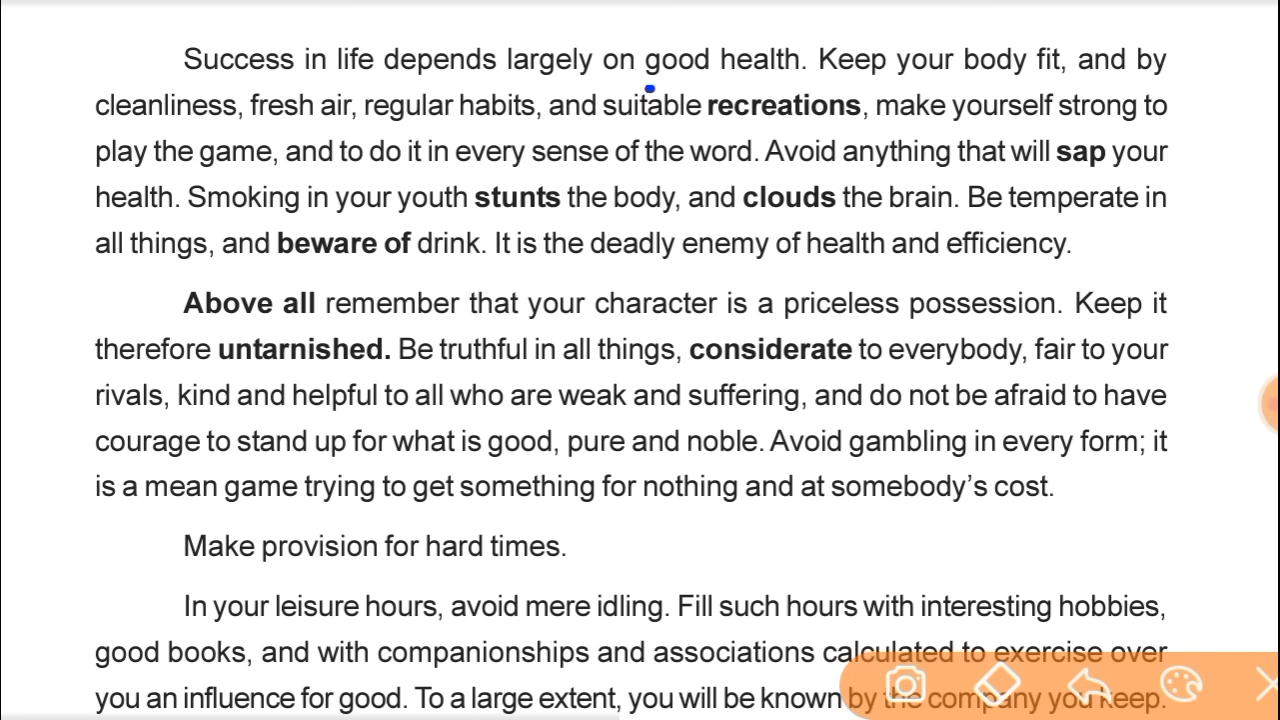 Success in life depends largely on good health. Keep your body fit, and by
cleanliness, fresh air, regular habits, and suitable recreations, make yourself strong to
play the game, and to do it in every sense of the word. Avoid anything that will sap your
health. Smoking in your youth stunts the body, and clouds the brain. Be temperate in
all things, and beware of drink. It is the deadly enemy of health and efficiency.
Above all remember that your character is a priceless possession. Keep it
therefore untarnished. Be truthful in all things, considerate to everybody, fair to your
rivals, kind and helpful to all who are weak and suffering, and do not be afraid to have
courage to stand up for what is good, pure and noble. Avoid gambling in every form; it
is a mean game trying to get something for nothing and at somebody’s cost.
Make provision for hard times.
In your leisure hours, avoid mere idling. Fill such hours with interesting hobbies,
good books, and with companionships and associations calculated to exercise over
you an influence for good. To a large extent, you will be known by the company you keep.